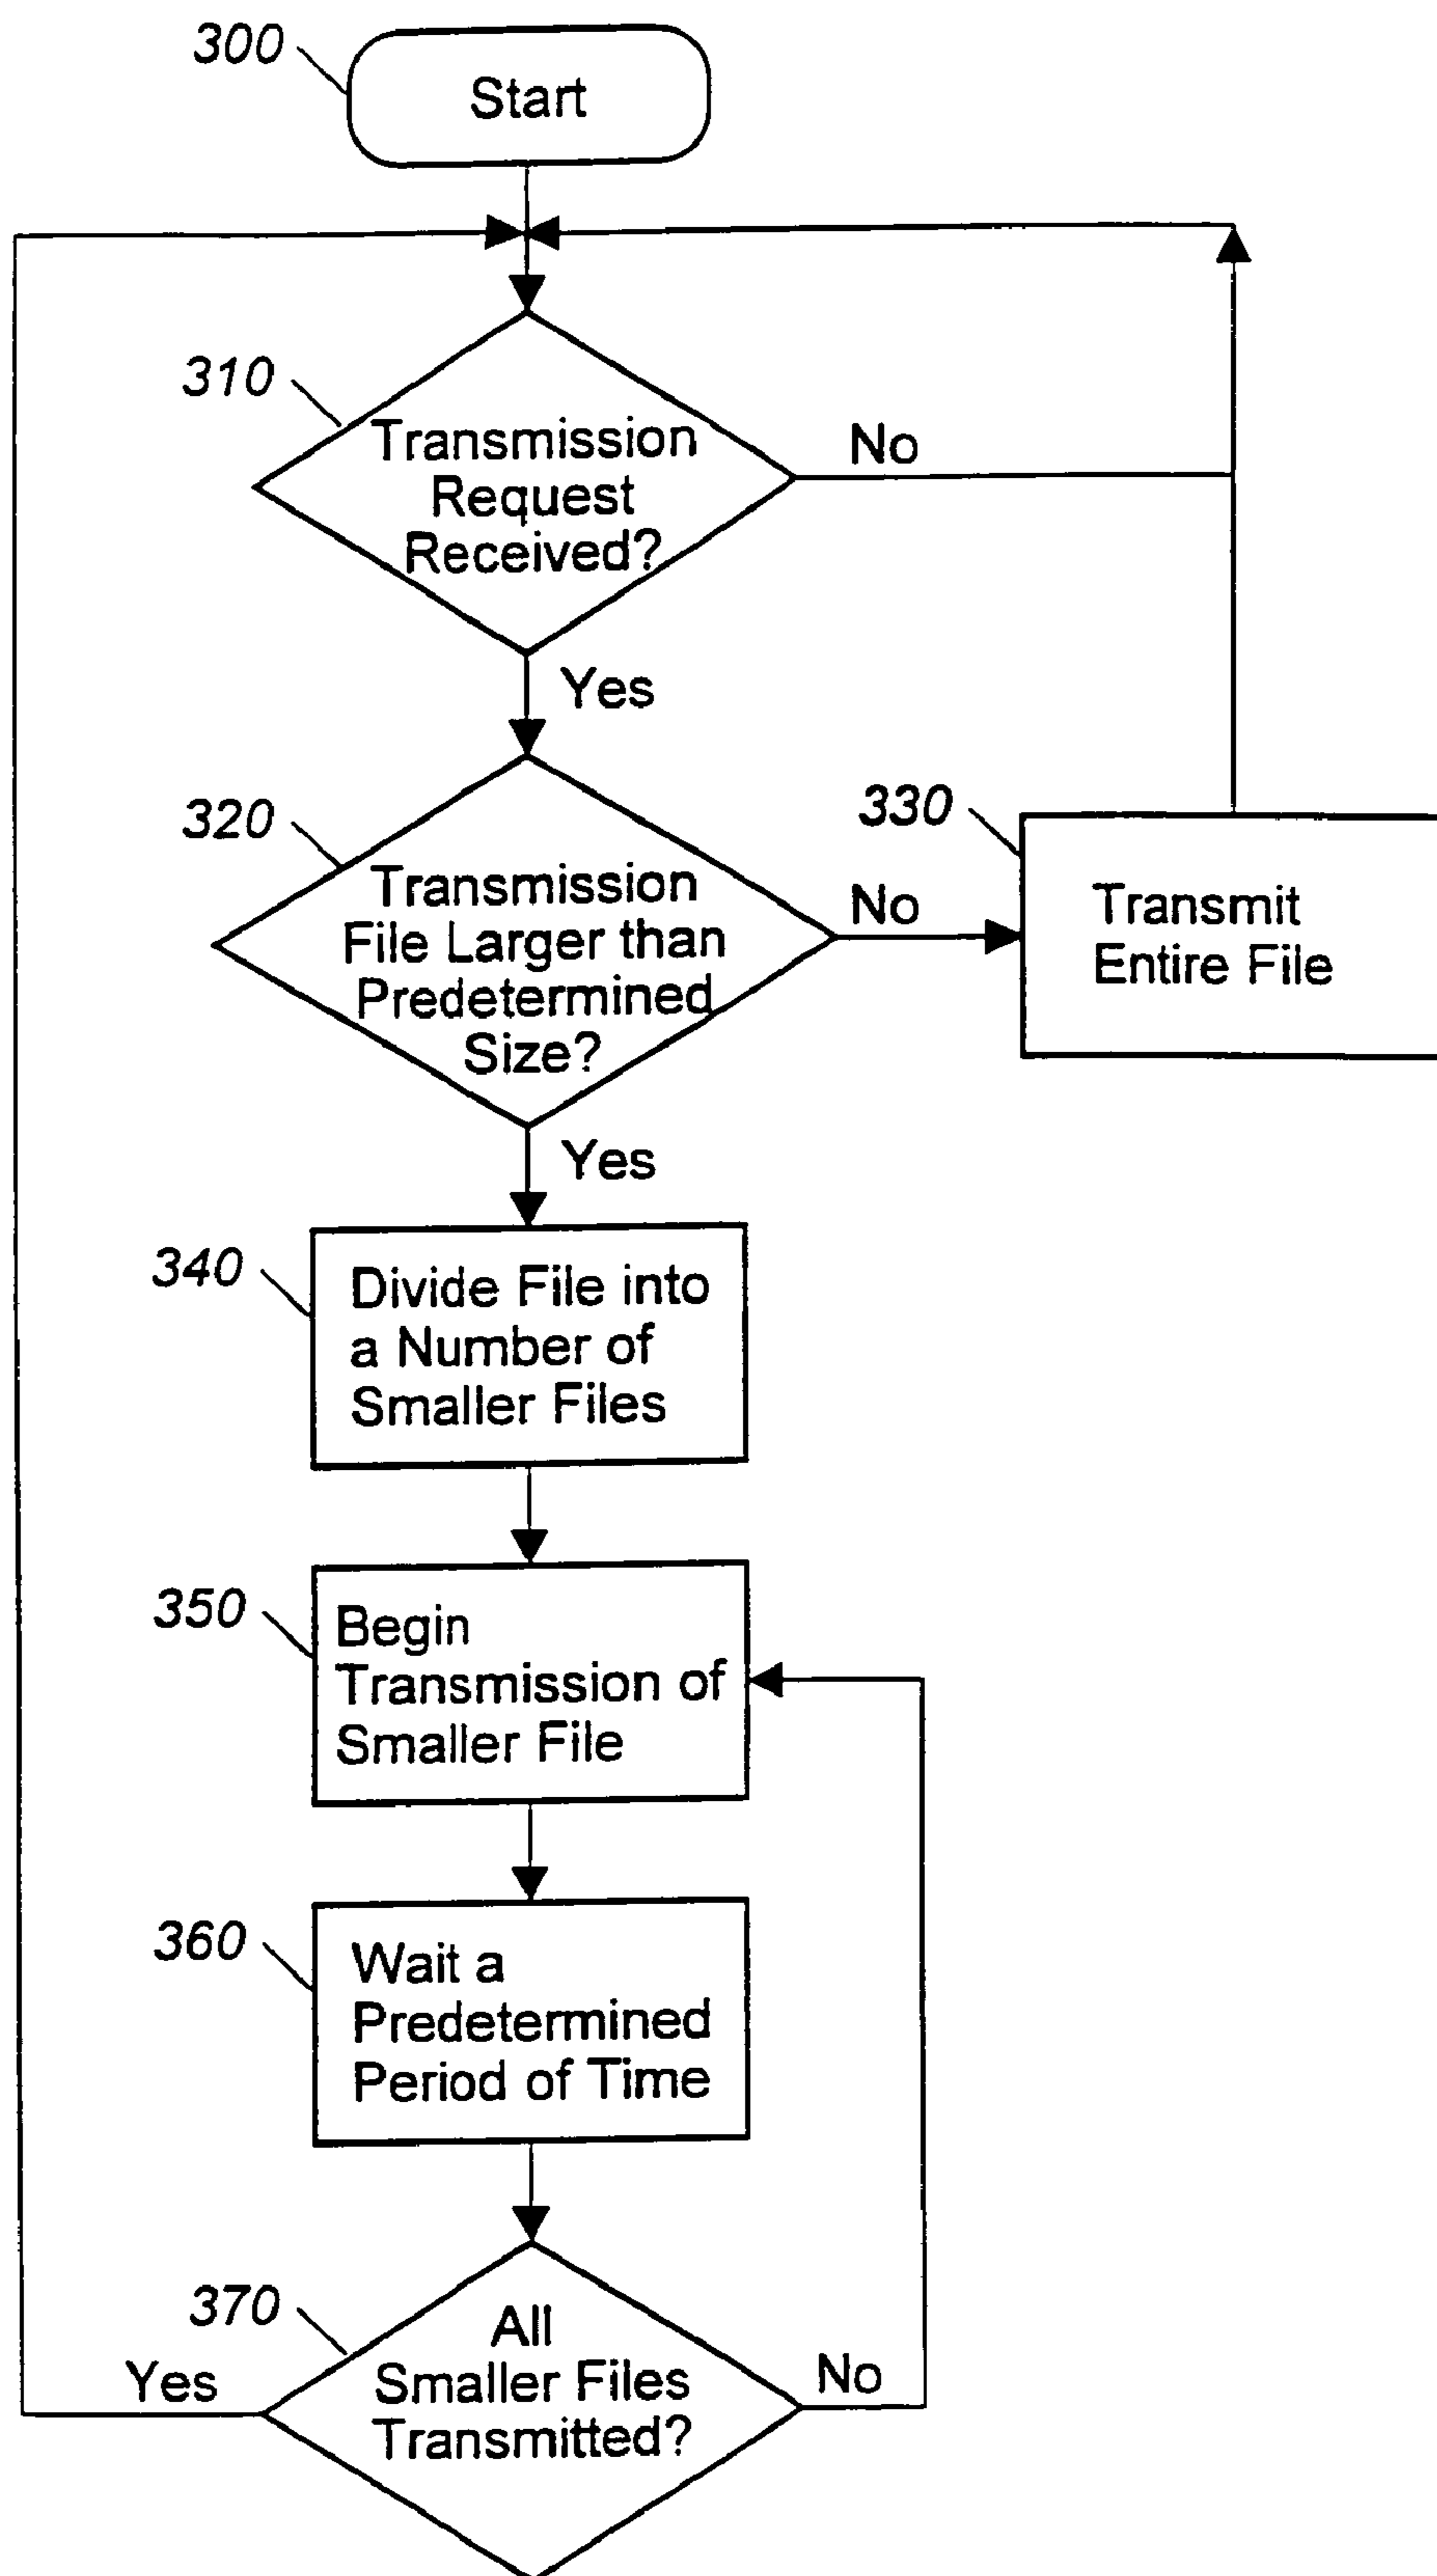 300
Start
310
Transmission
Request
Received?
No
Yes
320
Transmission
File Larger than
Predetermined
Size?
No
330
Transmit
Entire File
Yes
340
Divide File into
a Number of
Smaller Files
350
Begin
Transmission of
Smaller File
360
Wait a
Predetermined
Period of Time
370
All
Smaller Files
Transmitted?
Yes
No